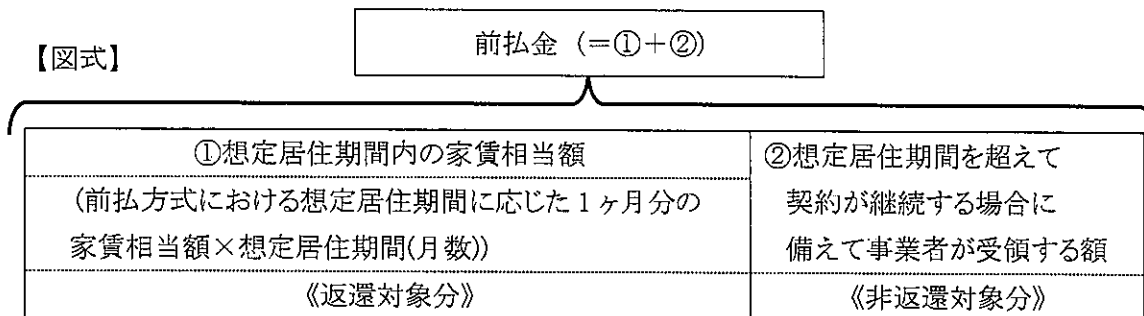 前払金 (=①+②)
【図式】
①想定居住期間内の家賃相当額
(前払方式における想定居住期間に応じた1ヶ月分の
家賃相当額×想定居住期間(月数))
《返還対象分》
②想定居住期間を超えて
契約が継続する場合に
備えて事業者が受領する額
《非返還対象分》